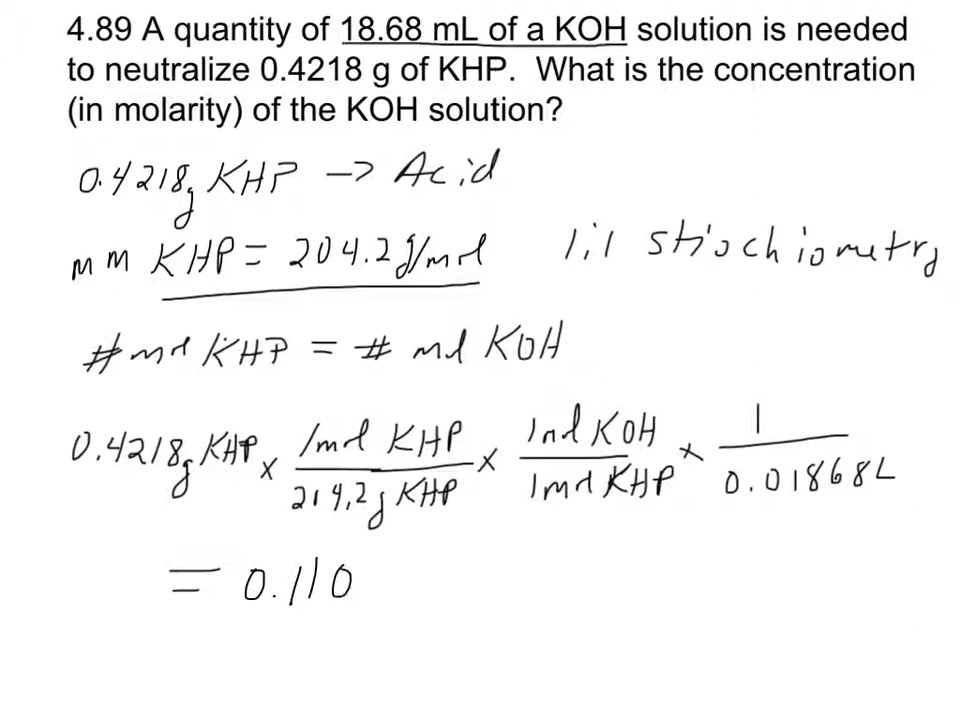 4.89 A quantity of 18.68 mL of a KOH solution is needed
to neutralize 0.4218 g of KHP. What is the concentration
(in molarity) of the KOH solution?
0.4218g KHP -> Acid
MM KHP = 204.2 g/mol
1:1 stiochiometry
# mol KHP = # mol KOH
0.4218g KHP x 1mol KHP / 214.2g KHP x 1mol KOH / 1mol KHP x 1 / 0.01868L
= 0.110